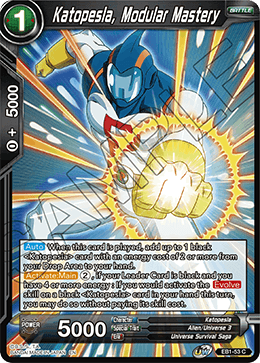 1
Katopesla, Modular Mastery
BATTLE
+ 5000
SAMPLE
Auto When this card is played, add up to 1 black
<Katopesla> card with an energy cost of 2 or more from
your Drop Area to your hand.
Activate:Main 2, if your Leader Card is black and you
have 4 or more energy : If you would activate the Evolve
skill on a black <Katopesla> card in your hand this turn,
you may do so without paying its skill cost.
POWER
5000
Character
Katopesla
Special Trait
Alien/Universe 3
Era
Universe Survival Saga
EB1-53 C